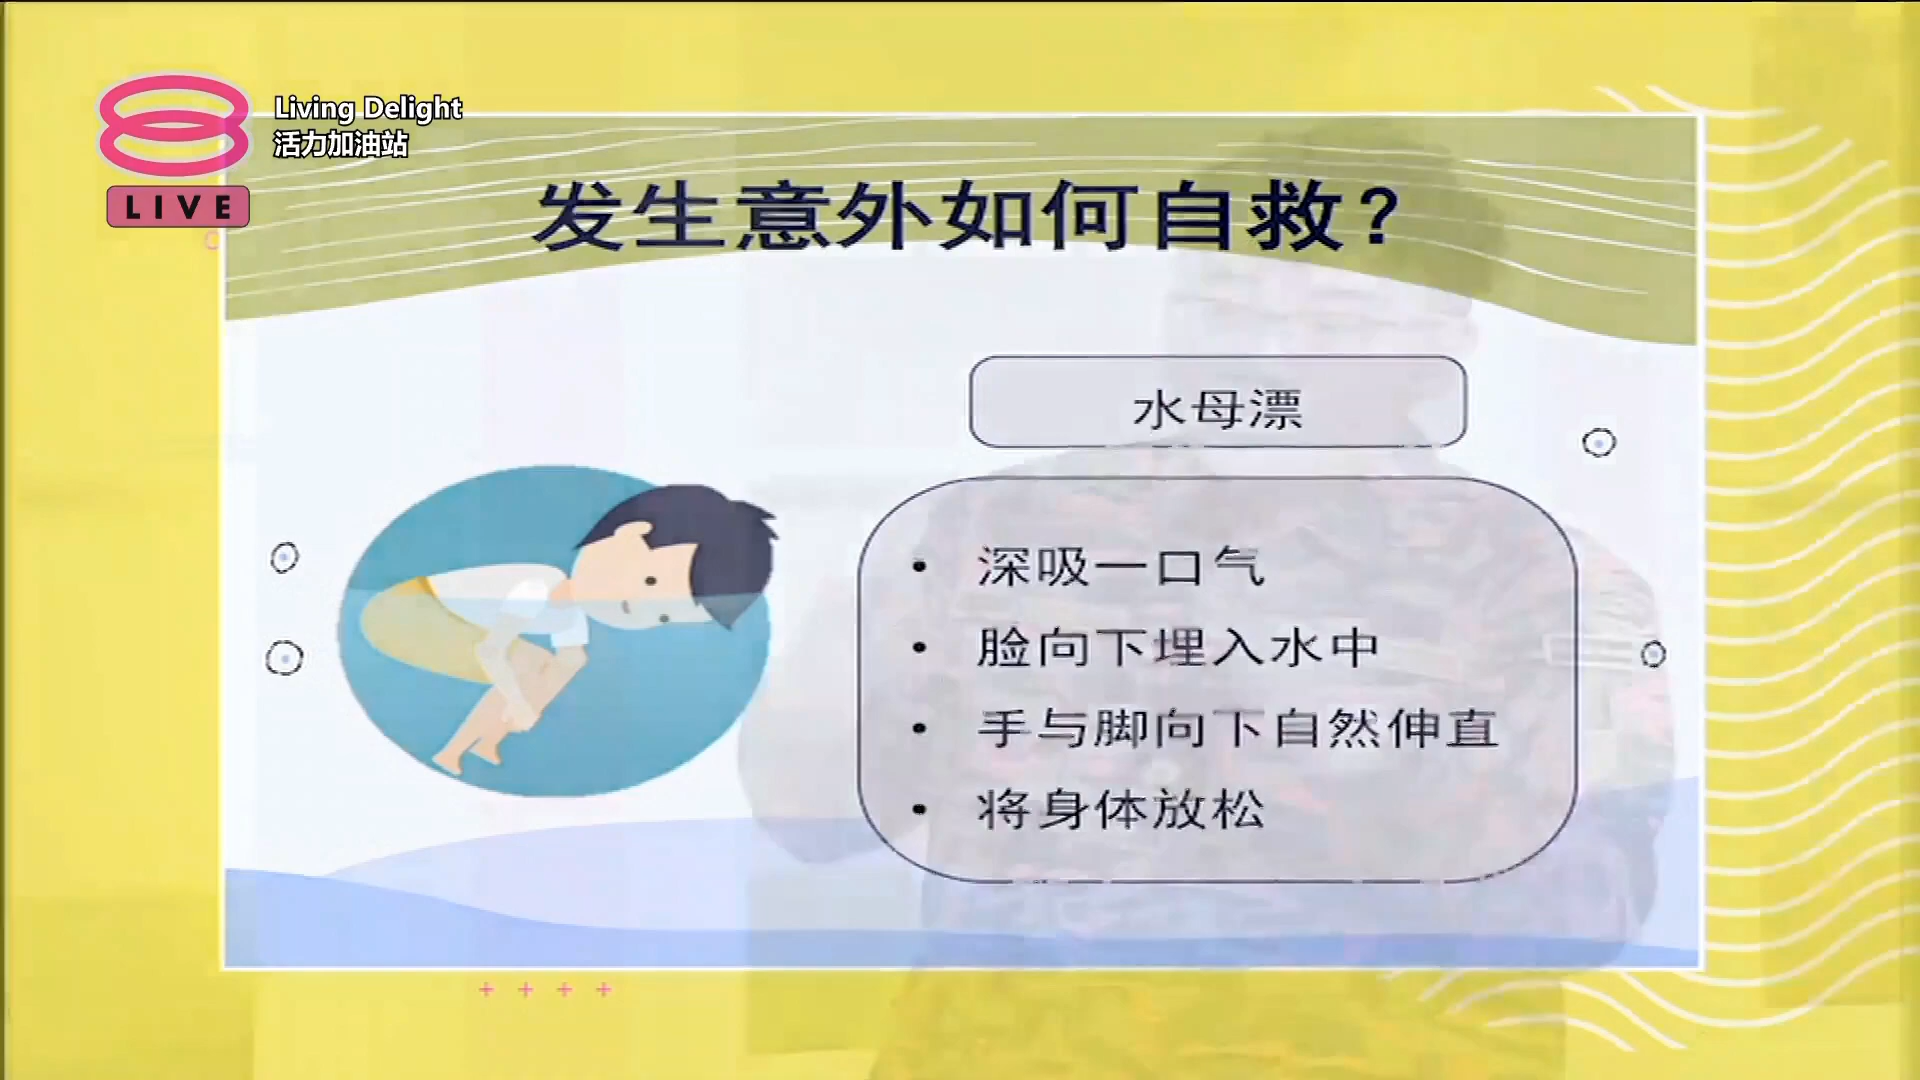 Living Delight
活力加油站
LIVE
发生意外如何自救?
水母漂
• 深吸一口气
• 脸向下埋入水中
• 手与脚向下自然伸直
• 将身体放松